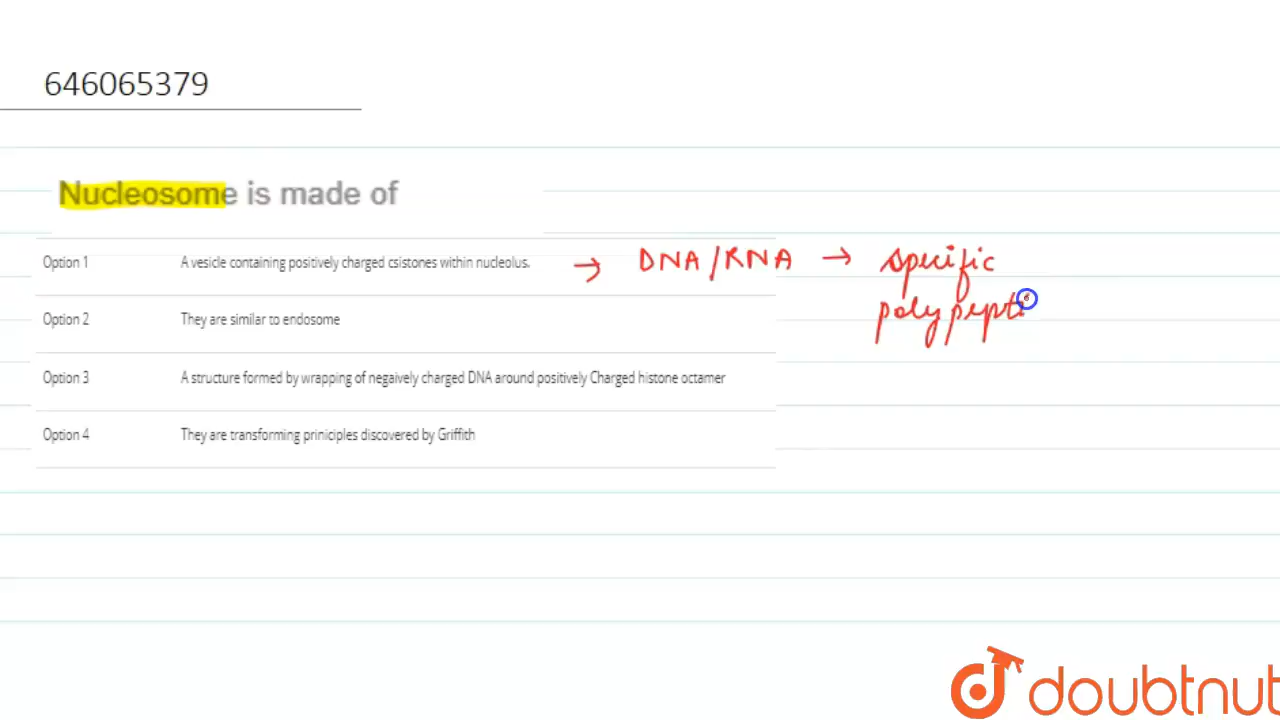 646065379
Nucleosome is made of
Option 1 A vesicle containing positively charged csistones within nucleolus. → DNA/RNA → specific
polypepti
Option 2 They are similar to endosome
Option 3 A structure formed by wrapping of negaively charged DNA around positively Charged histone octamer
Option 4 They are transforming priniciples discovered by Griffith
doubtnut